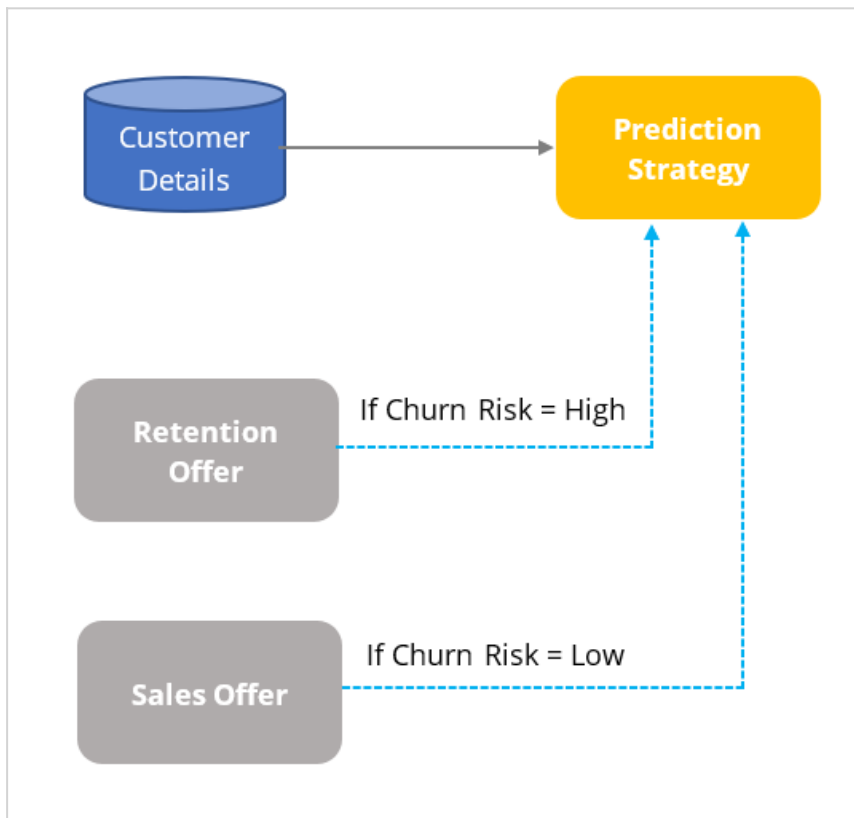 Customer
Details
Prediction
Strategy
If Churn Risk = High
Retention
Offer
If Churn Risk = Low
Sales Offer